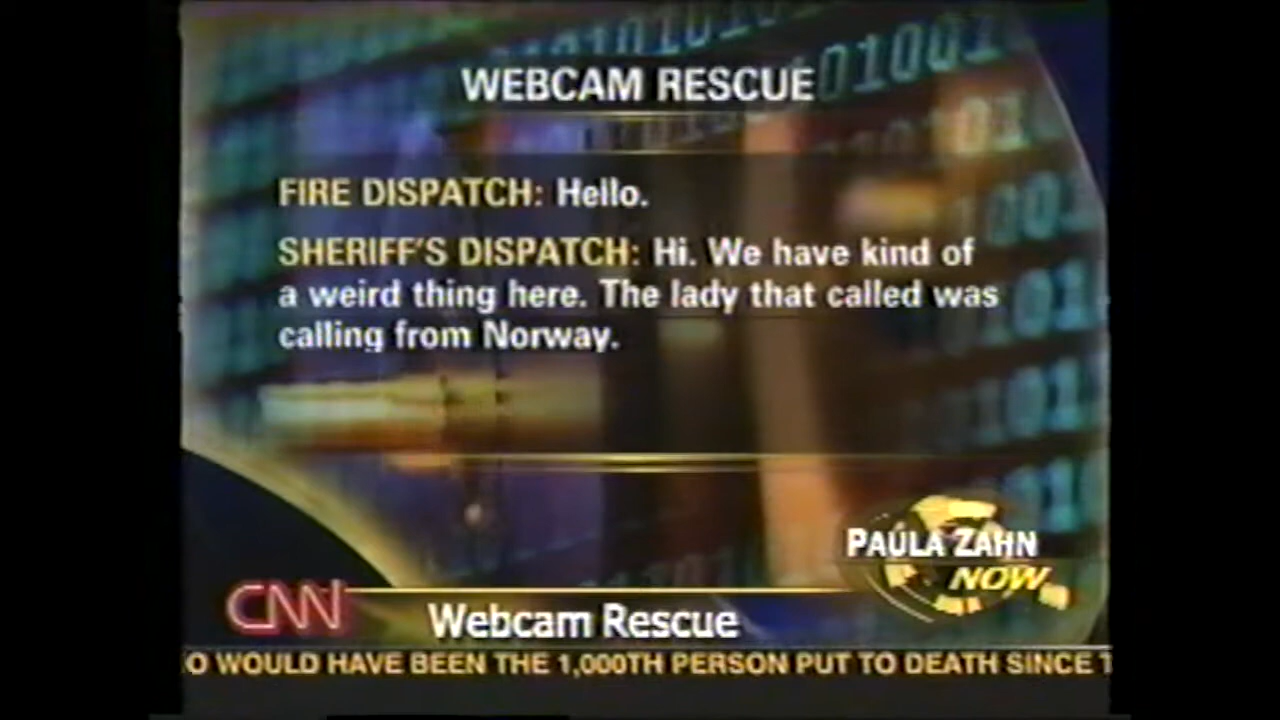 WEBCAM RESCUE
FIRE DISPATCH: Hello.
SHERIFF'S DISPATCH: Hi. We have kind of
a weird thing here. The lady that called was
calling from Norway.
PAULA ZAHN
NOW
CNN
Webcam Rescue
O WOULD HAVE BEEN THE 1,000TH PERSON PUT TO DEATH SINCE